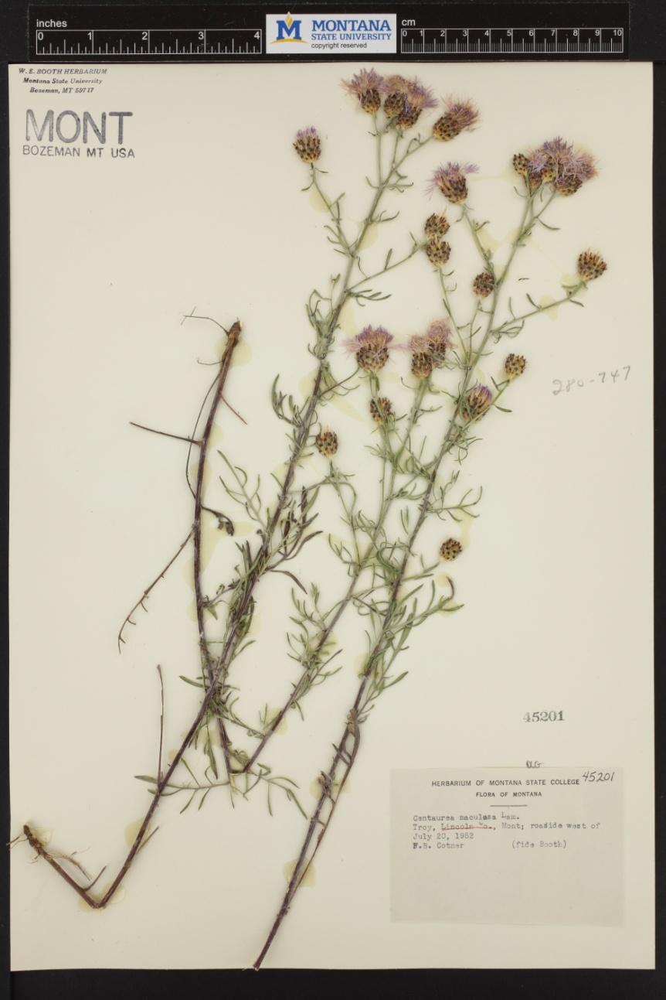 inches
0 1 2 3 4
M MONTANA
STATE UNIVERSITY
copyright reserved
cm
0 1 2 3 4 5 6 7 8 9 10
W. E. BOOTH HERBARIUM
Montana State University
Bozeman, MT 59717
MONT
BOZEMAN MT USA
280-747
45201
HERBARIUM OF MONTANA STATE COLLEGE 45201
FLORA OF MONTANA
Centaurea maculosa Lam.
Troy, Lincoln Co., Mont; roadside west of
July 20, 1952
F.B. Cotner (fide Booth)